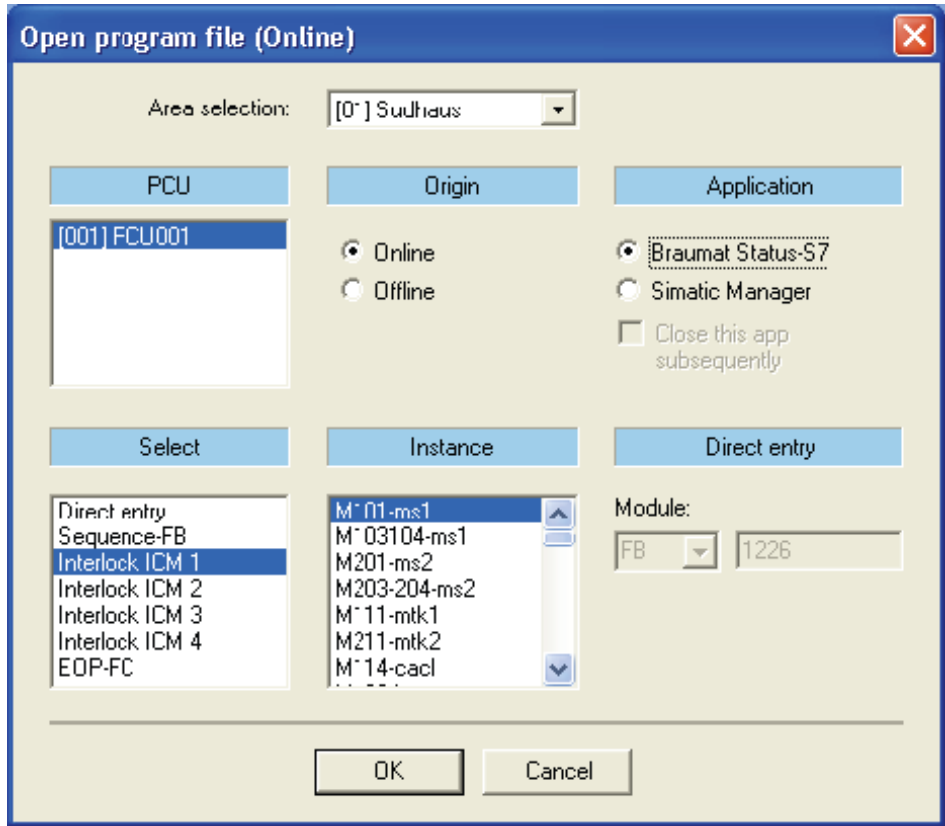 Open program file (Online)
Area selection:
[01] Sudhaus
PCU
Origin
Application
[001] PCU001
Online
Offline
Braumat Status-S7
Simatic Manager
Close this app
subsequently
Select
Instance
Direct entry
Direct entry
Sequence-FB
Interlock ICM 1
Interlock ICM 2
Interlock ICM 3
Interlock ICM 4
EOP-FC
M101-ms1
M103104-ms1
M201-ms2
M203-204-ms2
M111-mtk1
M211-mtk2
M114-cacl
Module:
FB
1226
OK
Cancel